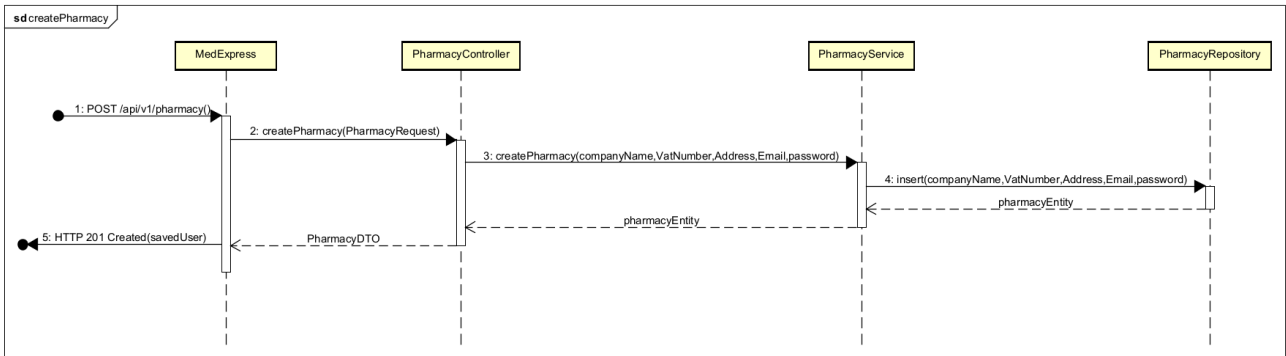 sd createPharmacy
MedExpress
PharmacyController
PharmacyService
PharmacyRepository
1: POST /api/v1/pharmacy()
2: createPharmacy(PharmacyRequest)
3: createPharmacy(companyName,VatNumber,Address,Email,password)
4: insert(companyName,VatNumber,Address,Email,password)
pharmacyEntity
pharmacyEntity
5: HTTP 201 Created(savedUser)
PharmacyDTO